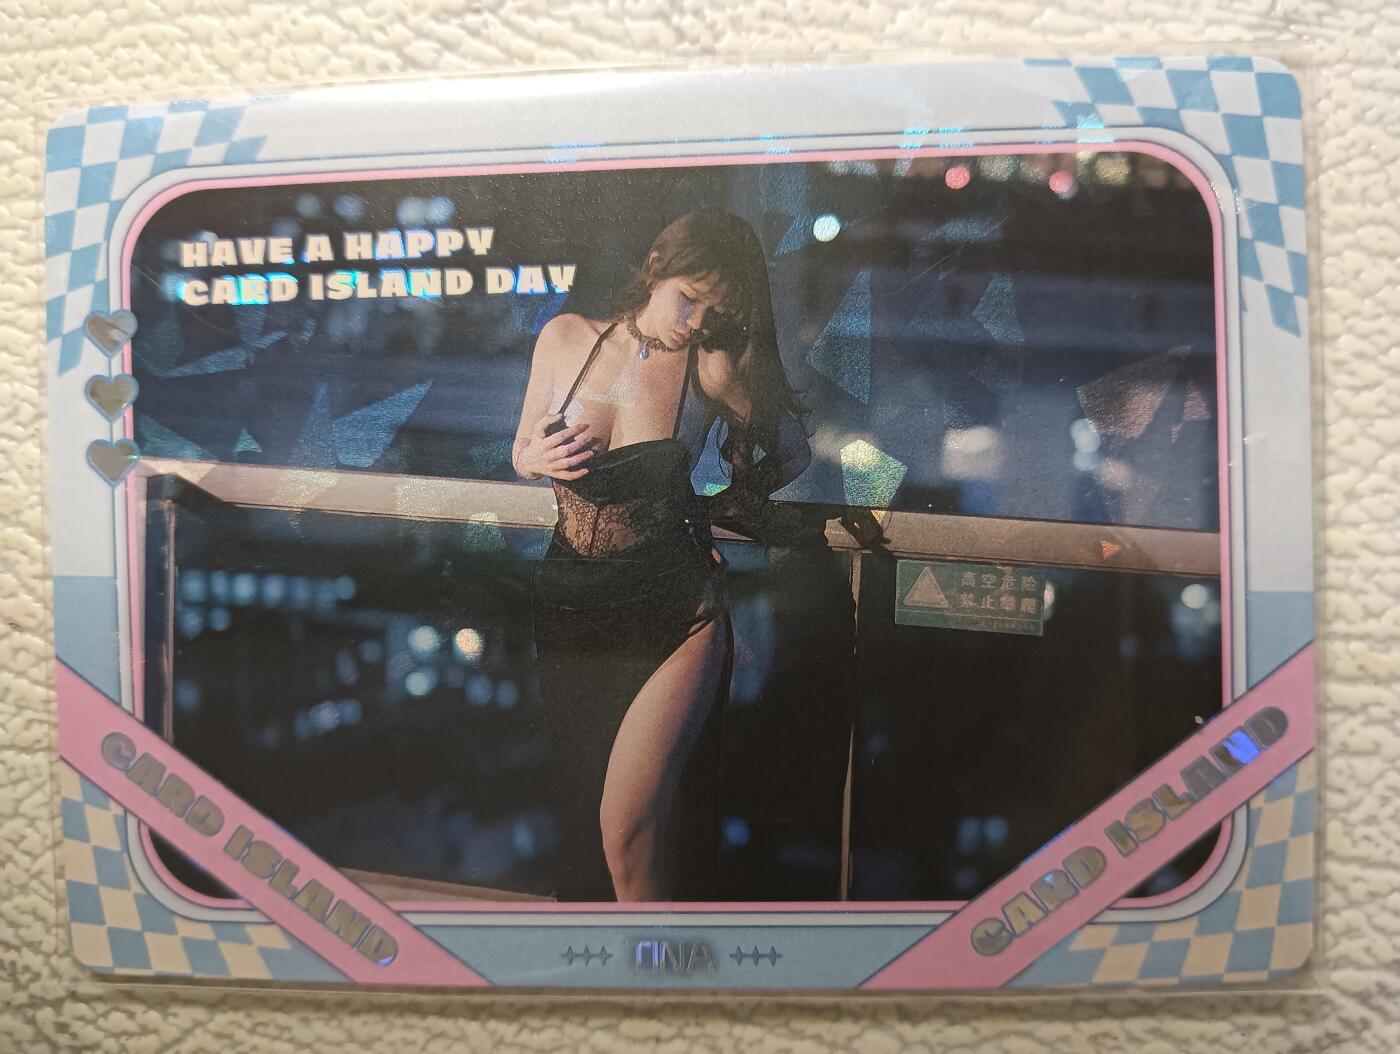 HAVE A HAPPY
CARD ISLAND DAY
高空危险
禁止攀爬
CARD ISLAND
CARD ISLAND
TINA